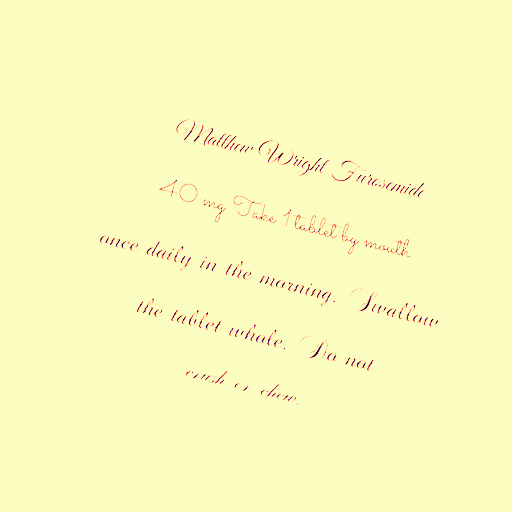 Matthew Wright Furosemide
40 mg Take 1 tablet by mouth
once daily in the morning. Swallow
the tablet whole. Do not
crush or chew.